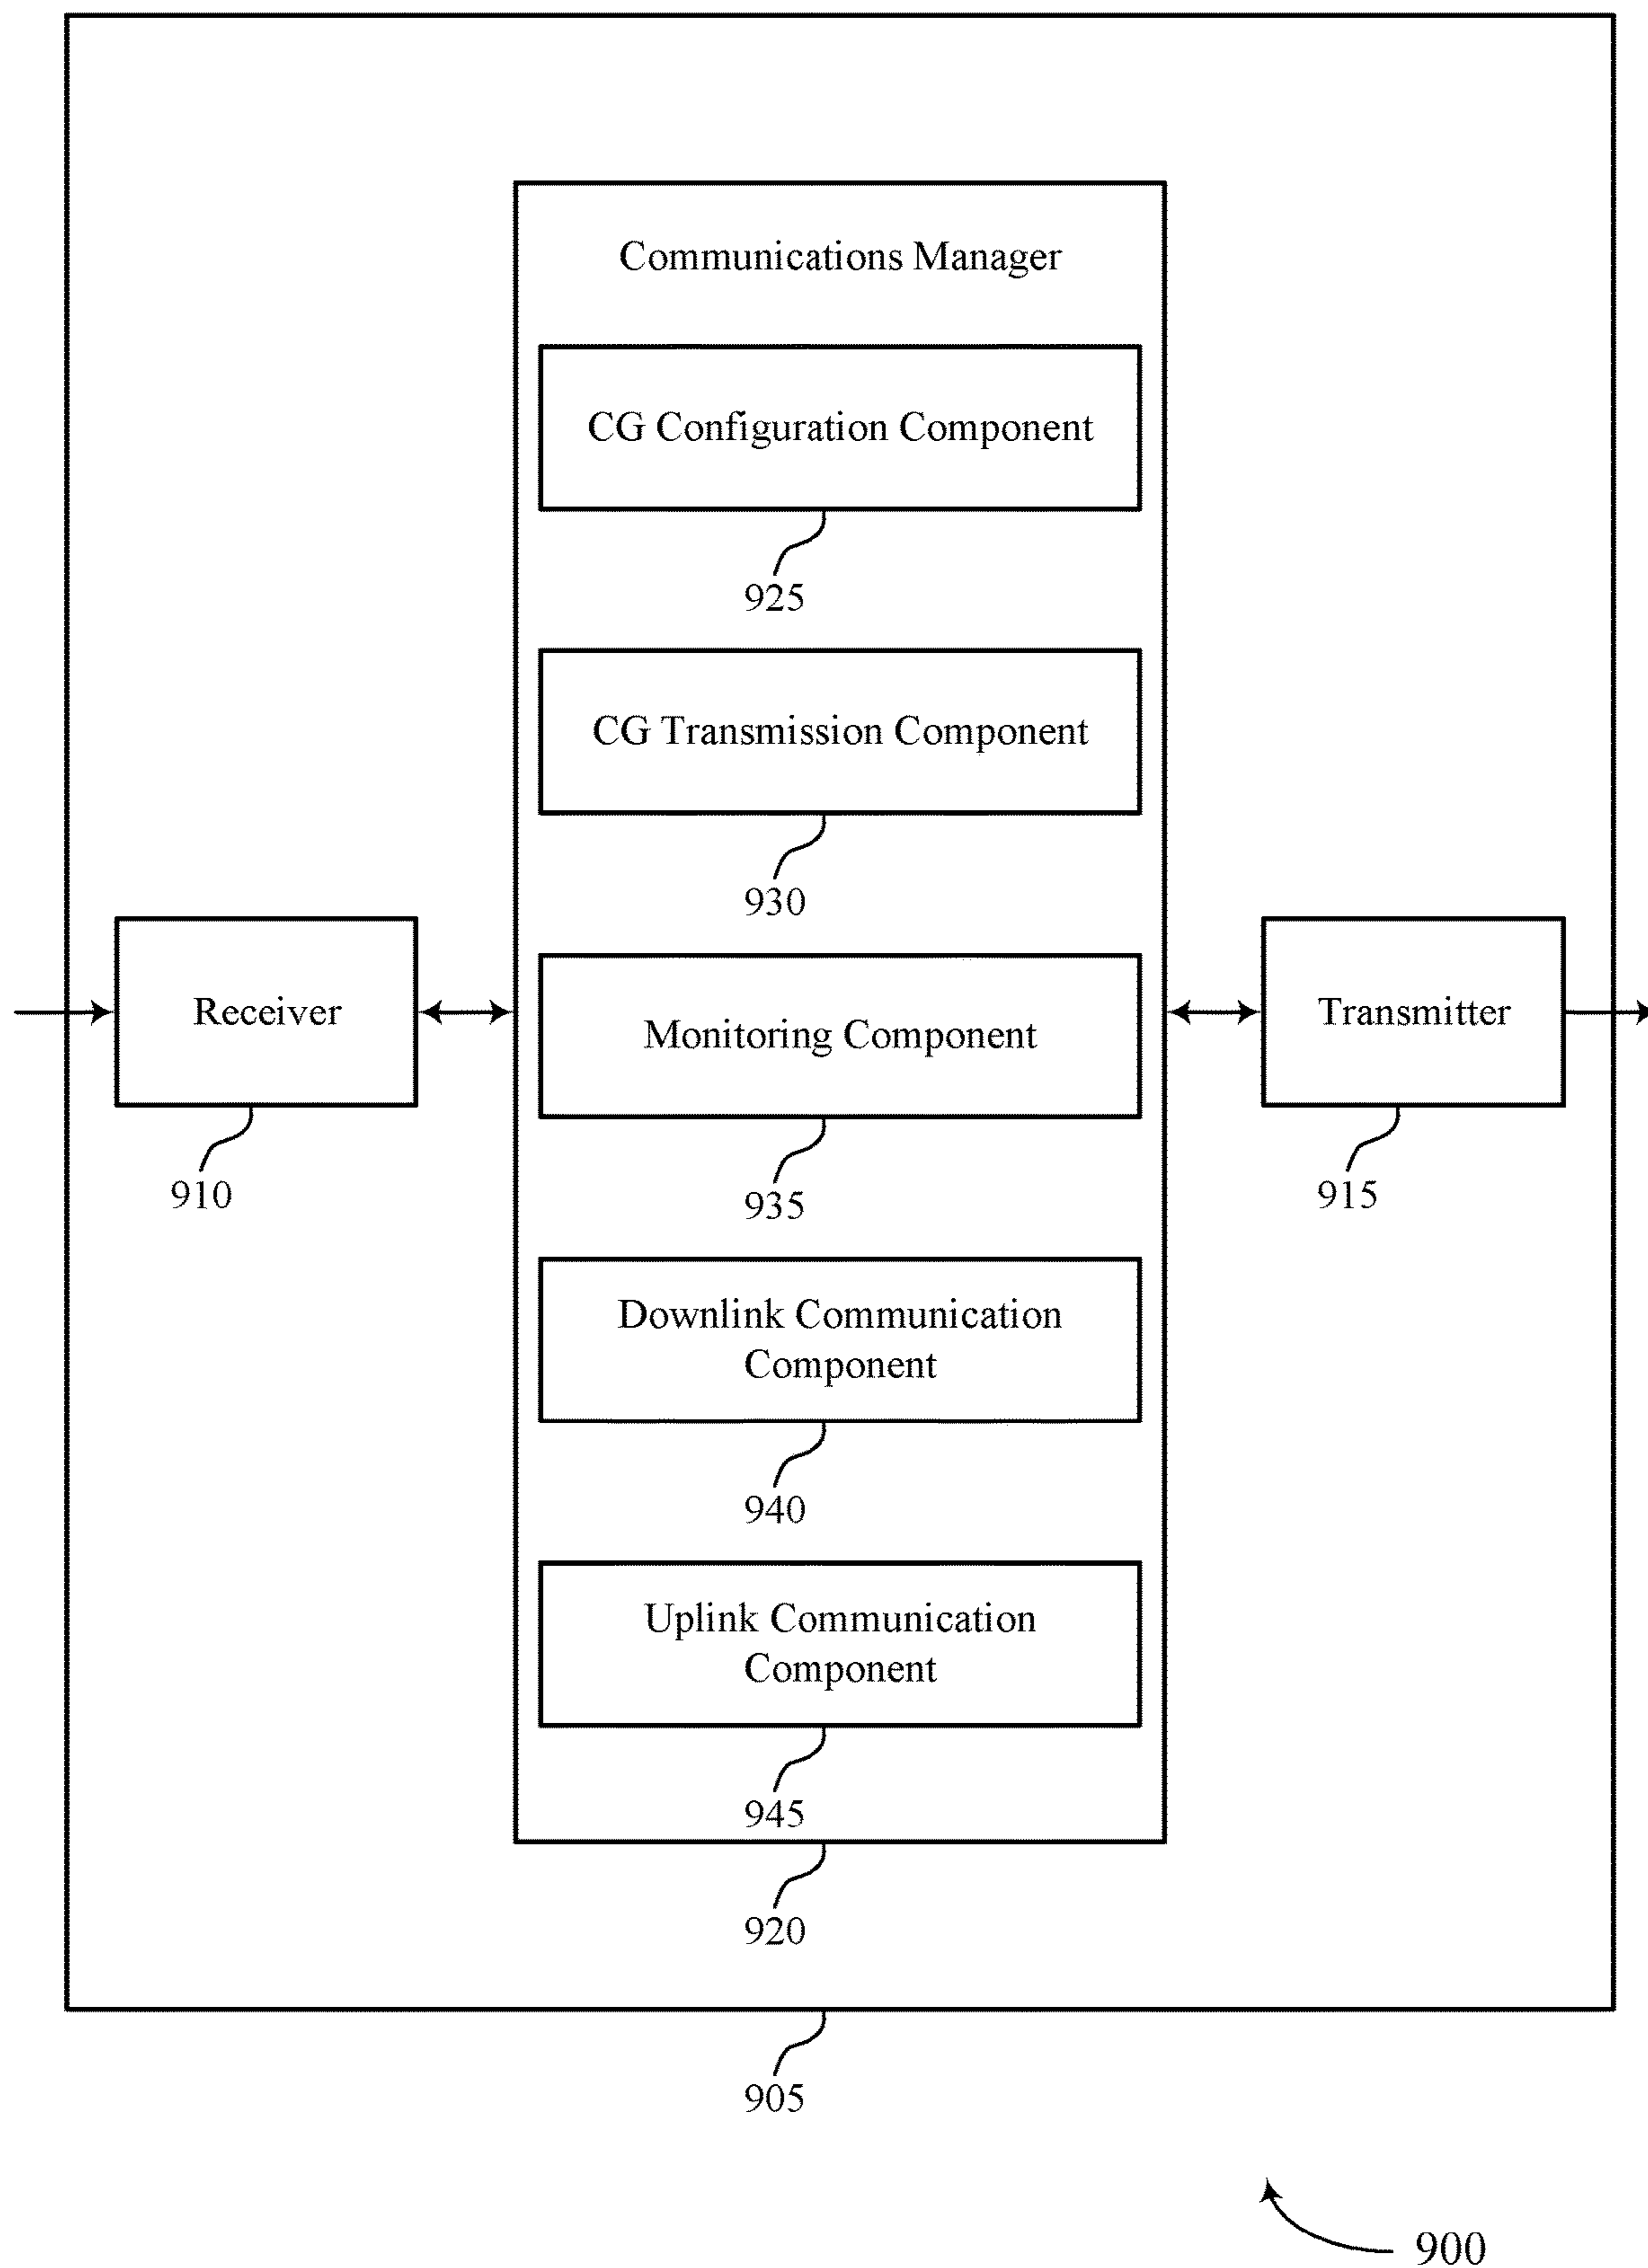 Communications Manager
CG Configuration Component
925
CG Transmission Component
930
Receiver
910
Monitoring Component
935
Transmitter
915
Downlink Communication
Component
940
Uplink Communication
Component
945
920
905
900